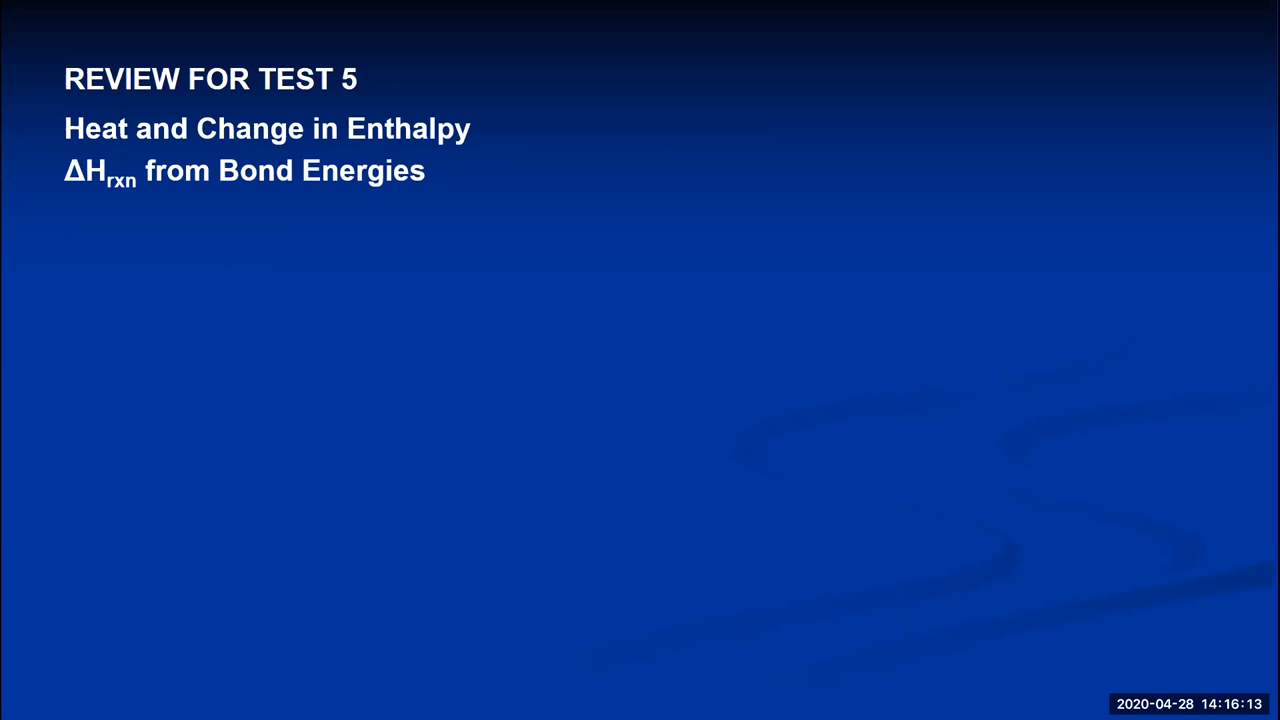 REVIEW FOR TEST 5
Heat and Change in Enthalpy
ΔHrxn from Bond Energies
2020-04-28 14:16:13